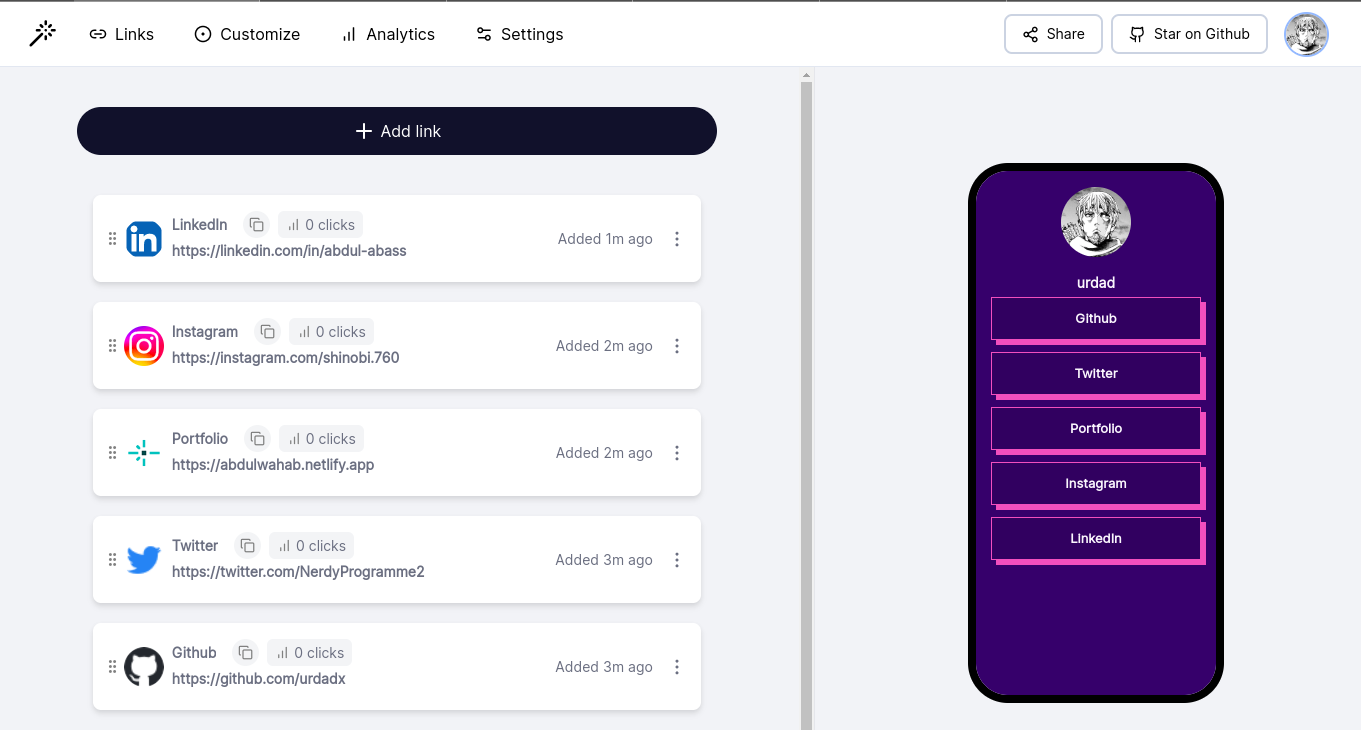 Links
Customize
Analytics
Settings
Share
Star on Github
Add link
LinkedIn
0 clicks
https://linkedin.com/in/abdul-abass
Added 1m ago
Instagram
0 clicks
https://instagram.com/shinobi.760
Added 2m ago
Portfolio
0 clicks
https://abdulwahab.netlify.app
Added 2m ago
Twitter
0 clicks
https://twitter.com/NerdyProgramme2
Added 3m ago
Github
0 clicks
https://github.com/urdadx
Added 3m ago
urdad
Github
Twitter
Portfolio
Instagram
LinkedIn